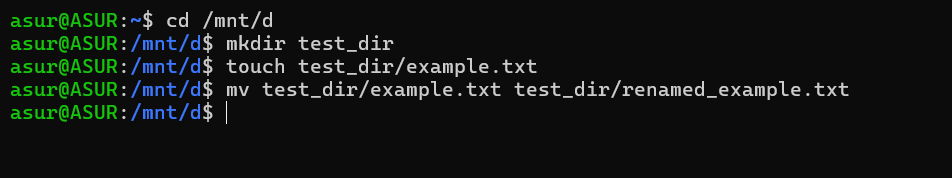 asur@ASUR:~$ cd /mnt/d
asur@ASUR:/mnt/d$ mkdir test_dir
asur@ASUR:/mnt/d$ touch test_dir/example.txt
asur@ASUR:/mnt/d$ mv test_dir/example.txt test_dir/renamed_example.txt
asur@ASUR:/mnt/d$